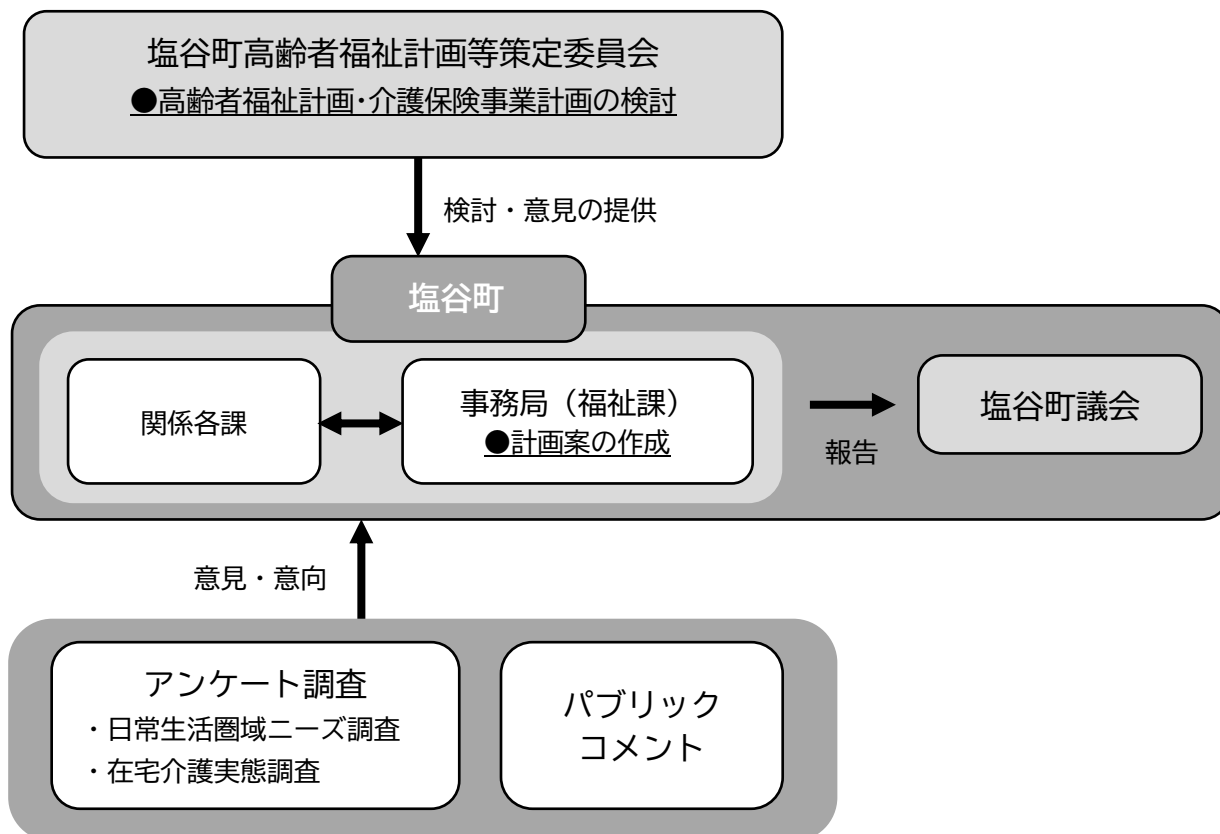 塩谷町高齢者福祉計画等策定委員会
●高齢者福祉計画・介護保険事業計画の検討
検討・意見の提供
塩谷町
関係各課
事務局（福祉課）
●計画案の作成
報告
塩谷町議会
意見・意向
アンケート調査
・日常生活圏域ニーズ調査
・在宅介護実態調査
パブリック
コメント